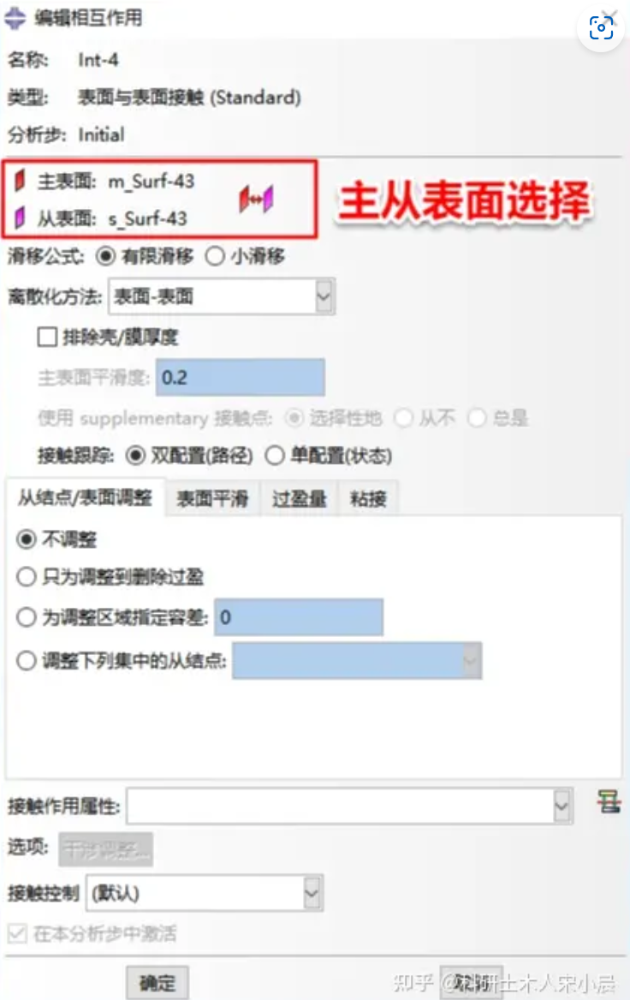 编辑相互作用
名称: Int-4
类型: 表面与表面接触 (Standard)
分析步: Initial
主表面: m_Surf-43
从表面: s_Surf-43
主从表面选择
滑移公式: 有限滑移 小滑移
离散化方法: 表面-表面
排除壳/膜厚度
主表面平滑度: 0.2
使用 supplementary 接触点: 选择性地 从不 总是
接触跟踪: 双配置(路径) 单配置(状态)
从结点/表面调整 表面平滑 过盈量 粘接
不调整
只为调整到删除过盈
为调整区域指定容差: 0
调整下列集中的从结点:
接触作用属性:
选项: 干涉调整...
接触控制 (默认)
在本分析步中激活
确定 取消
知乎 @科研土木人宋小晨